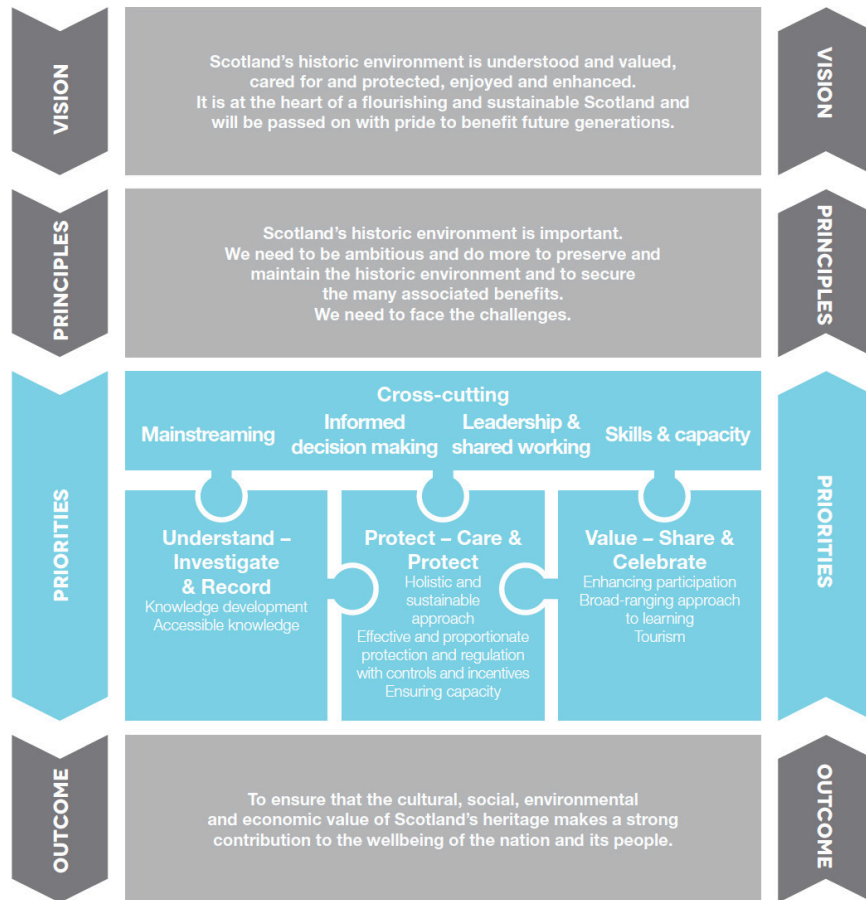 VISION
Scotland’s historic environment is understood and valued,
cared for and protected, enjoyed and enhanced.
It is at the heart of a flourishing and sustainable Scotland and
will be passed on with pride to benefit future generations.
VISION
PRINCIPLES
Scotland’s historic environment is important.
We need to be ambitious and do more to preserve and
maintain the historic environment and to secure
the many associated benefits.
We need to face the challenges.
PRINCIPLES
PRIORITIES
Cross-cutting
Mainstreaming
Informed
decision making
Leadership &
shared working
Skills & capacity
Understand –
Investigate
& Record
Knowledge development
Accessible knowledge
Protect – Care &
Protect
Holistic and
sustainable
approach
Effective and proportionate
protection and regulation
with controls and incentives
Ensuring capacity
Value – Share &
Celebrate
Enhancing participation
Broad-ranging approach
to learning
Tourism
PRIORITIES
OUTCOME
To ensure that the cultural, social, environmental
and economic value of Scotland’s heritage makes a strong
contribution to the wellbeing of the nation and its people.
OUTCOME